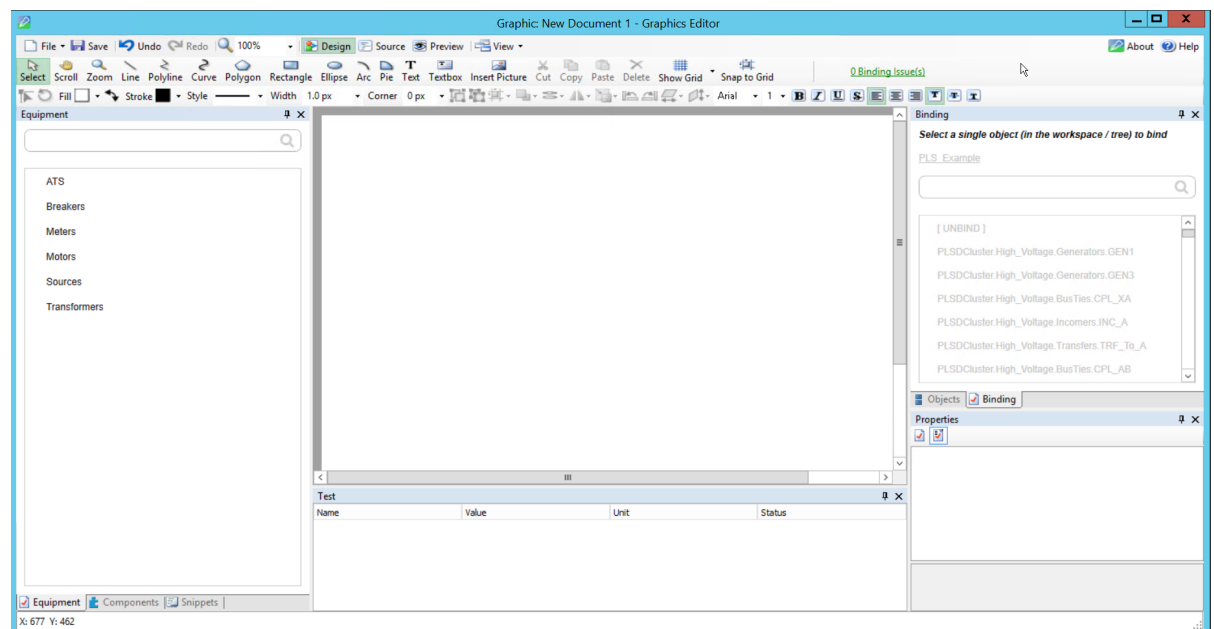 Graphic: New Document 1 - Graphics Editor
File Save Undo Redo 100% Design Source Preview View About Help
Select Scroll Zoom Line Polyline Curve Polygon Rectangle Ellipse Arc Pie Text Textbox Insert Picture Cut Copy Paste Delete Show Grid Snap to Grid 0 Binding Issue(s)
Fill Stroke Style Width 1.0 px Corner 0 px Arial 1 B I U S T T T
Equipment
ATS
Breakers
Meters
Motors
Sources
Transformers
Equipment Components Snippets
Test
Name Value Unit Status
Binding
Select a single object (in the workspace / tree) to bind
PLS_Example
[ UNBIND ]
PLSDCluster.High_Voltage.Generators.GEN1
PLSDCluster.High_Voltage.Generators.GEN3
PLSDCluster.High_Voltage.BusTies.CPL_XA
PLSDCluster.High_Voltage.Incomers.INC_A
PLSDCluster.High_Voltage.Transfers.TRF_To_A
PLSDCluster.High_Voltage.BusTies.CPL_AB
Objects Binding
Properties
X: 677 Y: 462